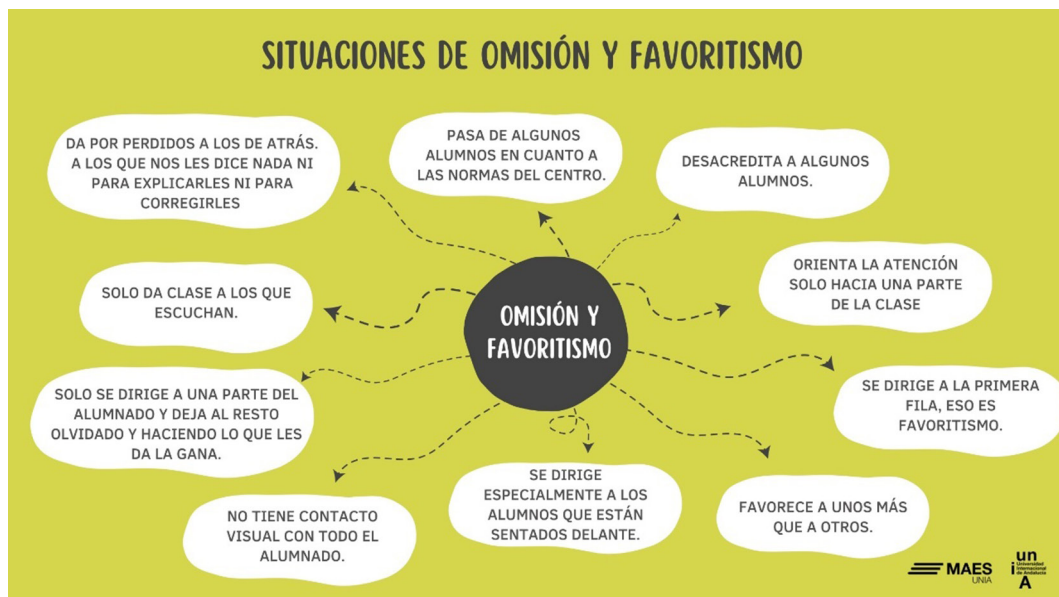 SITUACIONES DE OMISIÓN Y FAVORITISMO
DA POR PERDIDOS A LOS DE ATRÁS.
A LOS QUE NOS LES DICE NADA NI
PARA EXPLICARLES NI PARA
CORREGIRLES
PASA DE ALGUNOS
ALUMNOS EN CUANTO A
LAS NORMAS DEL CENTRO.
DESACREDITA A ALGUNOS
ALUMNOS.
SOLO DA CLASE A LOS QUE
ESCUCHAN.
OMISIÓN Y
FAVORITISMO
ORIENTA LA ATENCIÓN
SOLO HACIA UNA PARTE
DE LA CLASE
SOLO SE DIRIGE A UNA PARTE DEL
ALUMNADO Y DEJA AL RESTO
OLVIDADO Y HACIENDO LO QUE LES
DA LA GANA.
SE DIRIGE A LA PRIMERA
FILA, ESO ES
FAVORITISMO.
NO TIENE CONTACTO
VISUAL CON TODO EL
ALUMNADO.
SE DIRIGE
ESPECIALMENTE A LOS
ALUMNOS QUE ESTÁN
SENTADOS DELANTE.
FAVORECE A UNOS MÁS
QUE A OTROS.
MAES
UNIA
un
i
Universidad
Internacional
de Andalucía
A